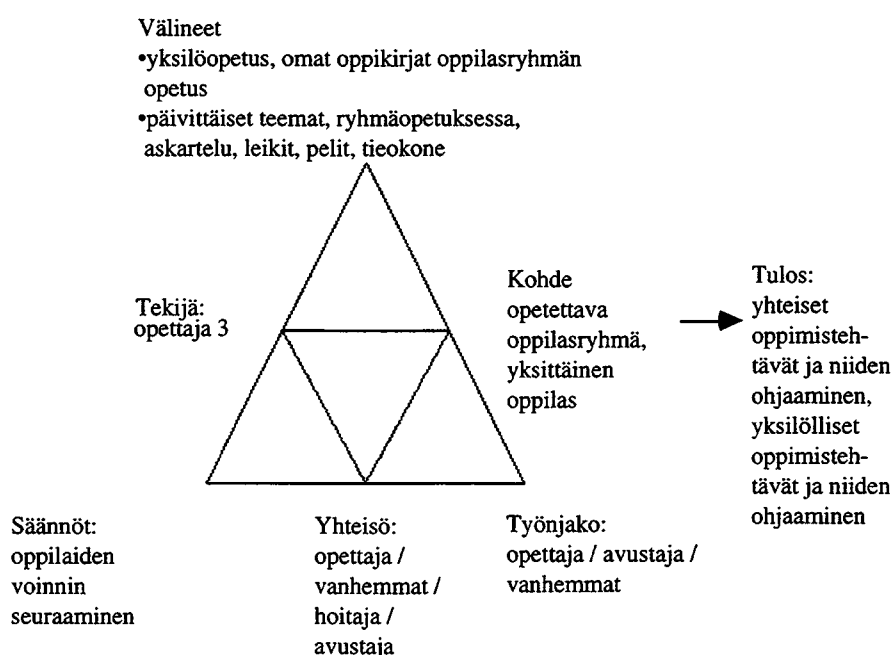 Välineet
•yksilöopetus, omat oppikirjat oppilasryhmän
opetus
•päivittäiset teemat, ryhmäopetuksessa,
askartelu, leikit, pelit, tieokone
Tekijä:
opettaja 3
Kohde
opetettava
oppilasryhmä,
yksittäinen
oppilas
Tulos:
yhteiset
oppimisteh-
tävät ja niiden
ohjaaminen,
yksilölliset
oppimisteh-
tävät ja niiden
ohjaaminen
Säännöt:
oppilaiden
voinnin
seuraaminen
Yhteisö:
opettaja /
vanhemmat /
hoitaja /
avustaja
Työnjako:
opettaja / avustaja /
vanhemmat